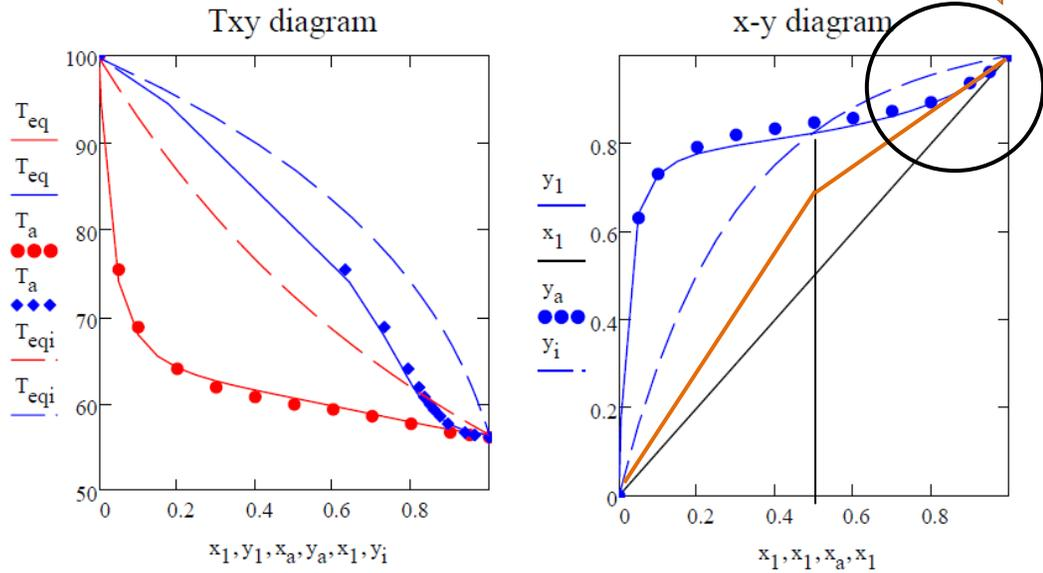 Txy diagram
100
90
80
70
60
50
0
0.2
0.4
0.6
0.8
T_eq
T_eq
T_a
T_a
T_eqi
T_eqi
x_1,y_1,x_a,y_a,x_1,y_i
x-y diagram
0.8
0.6
0.4
0.2
0
0
0.2
0.4
0.6
0.8
y_1
x_1
y_a
y_i
x_1,x_1,x_a,x_1